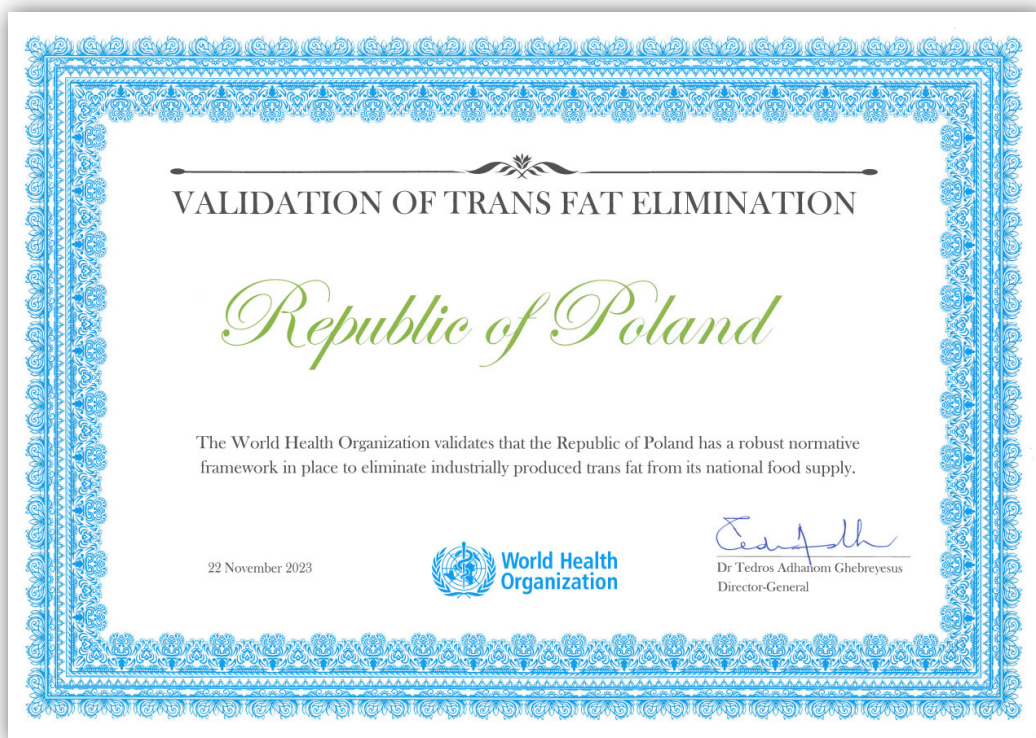 VALIDATION OF TRANS FAT ELIMINATION
Republic of Poland
The World Health Organization validates that the Republic of Poland has a robust normative
framework in place to eliminate industrially produced trans fat from its national food supply.
22 November 2023
World Health
Organization
Dr Tedros Adhanom Ghebreyesus
Director-General